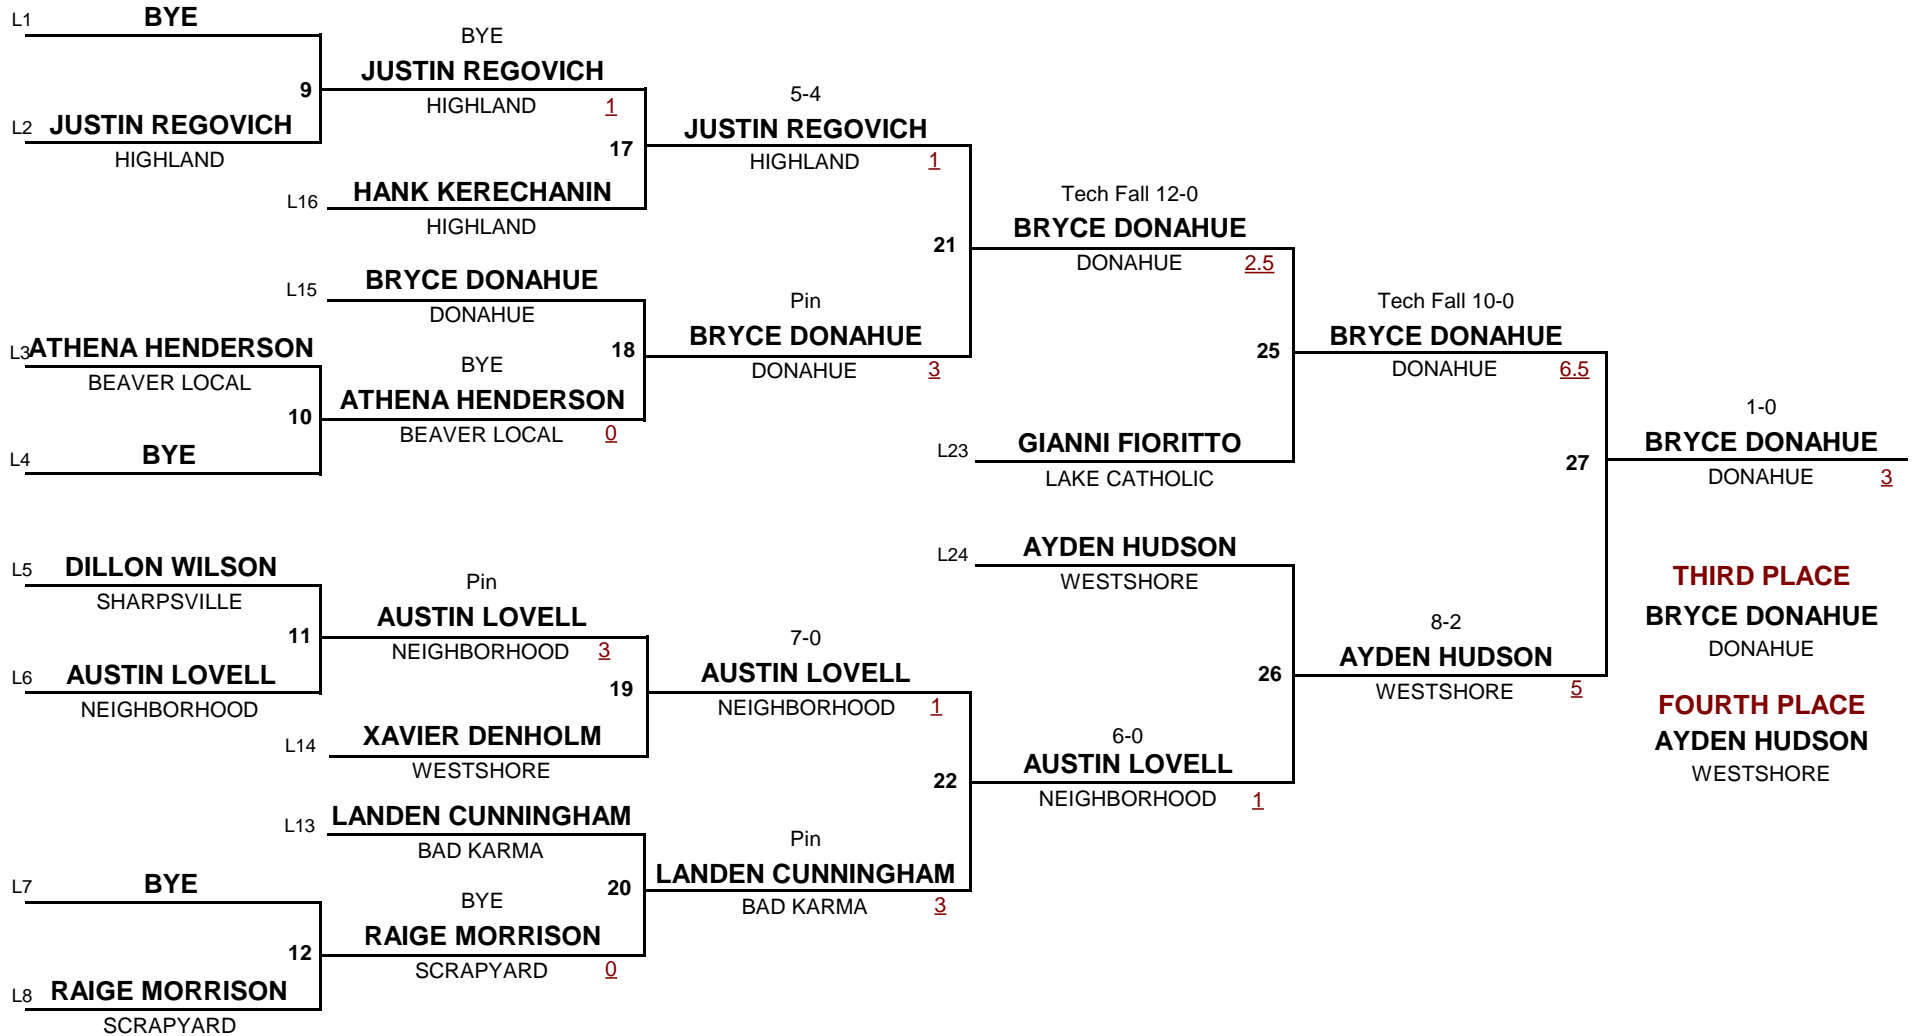 L1 BYE
BYE
JUSTIN REGOVICH
9
HIGHLAND 1
L2 JUSTIN REGOVICH
HIGHLAND
5-4
JUSTIN REGOVICH
17
HIGHLAND 1
L16 HANK KERECHANIN
HIGHLAND
Tech Fall 12-0
BRYCE DONAHUE
21
DONAHUE 2.5
L15 BRYCE DONAHUE
DONAHUE
Pin
BRYCE DONAHUE
18
DONAHUE 3
L3 ATHENA HENDERSON
BEAVER LOCAL
BYE
ATHENA HENDERSON
10
BEAVER LOCAL 0
L4 BYE
Tech Fall 10-0
BRYCE DONAHUE
25
DONAHUE 6.5
L23 GIANNI FIORITTO
LAKE CATHOLIC
1-0
BRYCE DONAHUE
27
DONAHUE 3
L5 DILLON WILSON
SHARPSVILLE
Pin
AUSTIN LOVELL
11
NEIGHBORHOOD 3
L6 AUSTIN LOVELL
NEIGHBORHOOD
7-0
AUSTIN LOVELL
19
NEIGHBORHOOD 1
L14 XAVIER DENHOLM
WESTSHORE
L24 AYDEN HUDSON
WESTSHORE
8-2
AYDEN HUDSON
26
WESTSHORE 5
6-0
AUSTIN LOVELL
22
NEIGHBORHOOD 1
L13 LANDEN CUNNINGHAM
BAD KARMA
Pin
LANDEN CUNNINGHAM
20
BAD KARMA 3
L7 BYE
BYE
RAIGE MORRISON
12
SCRAPYARD 0
L8 RAIGE MORRISON
SCRAPYARD
THIRD PLACE
BRYCE DONAHUE
DONAHUE
FOURTH PLACE
AYDEN HUDSON
WESTSHORE